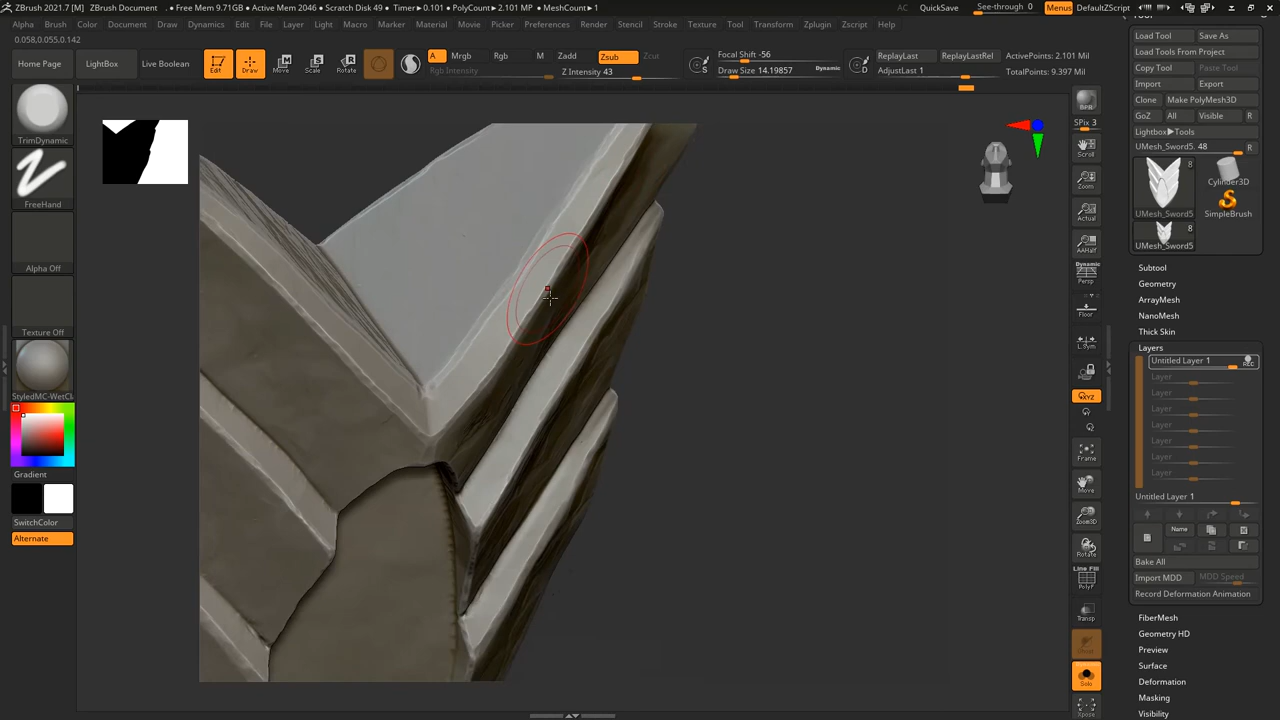 ZBrush 2021.7 [M] ZBrush Document . • Free Mem 9.71GB • Active Mem 2046 • Scratch Disk 49 • Timer▸0.101 • PolyCount▸2.101 MP • MeshCount▸1
AC QuickSave See-through 0 Menus DefaultZScript
Alpha Brush Color Document Draw Dynamics Edit File Layer Light Macro Marker Material Movie Picker Preferences Render Stencil Stroke Texture Tool Transform Zplugin Zscript Help
0.058,0.055,0.142
Home Page LightBox Live Boolean
Edit Draw Move Scale Rotate
A Mrgb Rgb M Zadd Zsub Zcut
Rgb Intensity Z Intensity 43
Focal Shift -56
Draw Size 14.19857 Dynamic
S D
ReplayLast ReplayLastRel
AdjustLast 1
ActivePoints: 2.101 Mil
TotalPoints: 9.397 Mil
TrimDynamic
FreeHand
Alpha Off
Texture Off
StyledMC-WetCla
Gradient
SwitchColor
Alternate
BPR
SPix 3
Scroll
Zoom
Actual
AAHalf
Dynamic
Persp
Floor
L.Sym
XYZ
Frame
Move
Zoom3D
Rotate
Line Fill
PolyF
Transp
Ghost
Solo
Xpose
Tool
Load Tool Save As
Load Tools From Project
Copy Tool Paste Tool
Import Export
Clone Make PolyMesh3D
GoZ All Visible R
Lightbox▸Tools
UMesh_Sword5. 48 R
8
UMesh_Sword5
Cylinder3D
SimpleBrush
8
UMesh_Sword5
Subtool
Geometry
ArrayMesh
NanoMesh
Thick Skin
Layers
Untitled Layer 1 REC
Layer
Layer
Layer
Layer
Layer
Layer
Layer
Untitled Layer 1
Name
Bake All
Import MDD MDD Speed
Record Deformation Animation
FiberMesh
Geometry HD
Preview
Surface
Deformation
Masking
Visibility